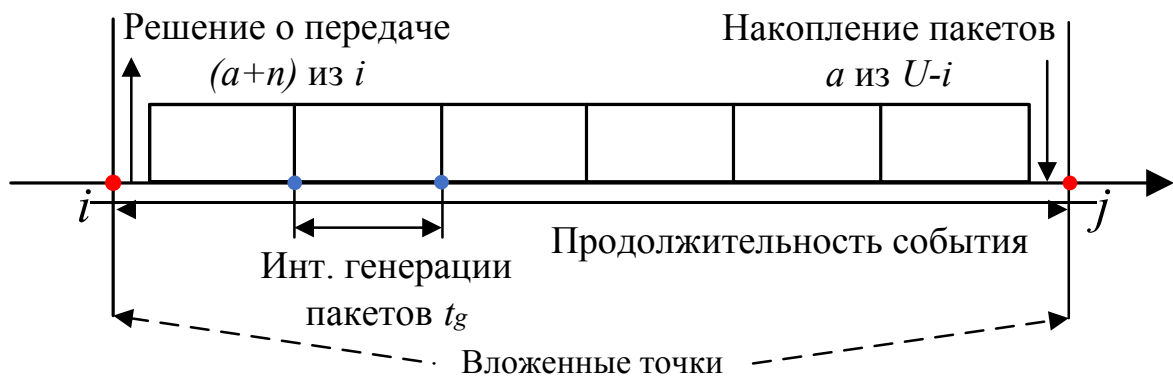 Решение о передаче
(a+n) из i
Накопление пакетов
a из U-i
i
j
Продолжительность события
Инт. генерации
пакетов tg
Вложенные точки